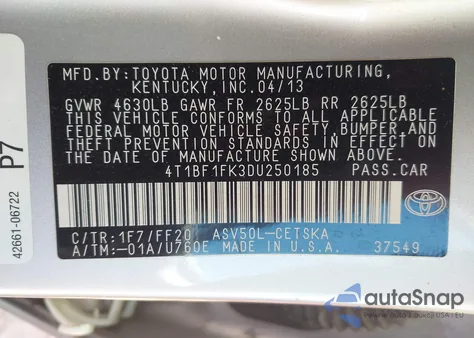 MFD.BY:TOYOTA MOTOR MANUFACTURING,
KENTUCKY, INC. 04/13
GVWR 4630LB GAWR FR 2625LB RR 2625LB
THIS VEHICLE CONFORMS TO ALL APPLICABLE
FEDERAL MOTOR VEHICLE SAFETY, BUMPER, AND
THEFT PREVENTION STANDARDS IN EFFECT ON
THE DATE OF MANUFACTURE SHOWN ABOVE.
4T1BF1FK3DU250185 PASS.CAR
C/TR:1F7/FF20 ASV50L-CETSKA
A/TM:-01A/U760E MADE IN U.S.A. 37549
TOYOTA
P7
42661-06722
autoSnap